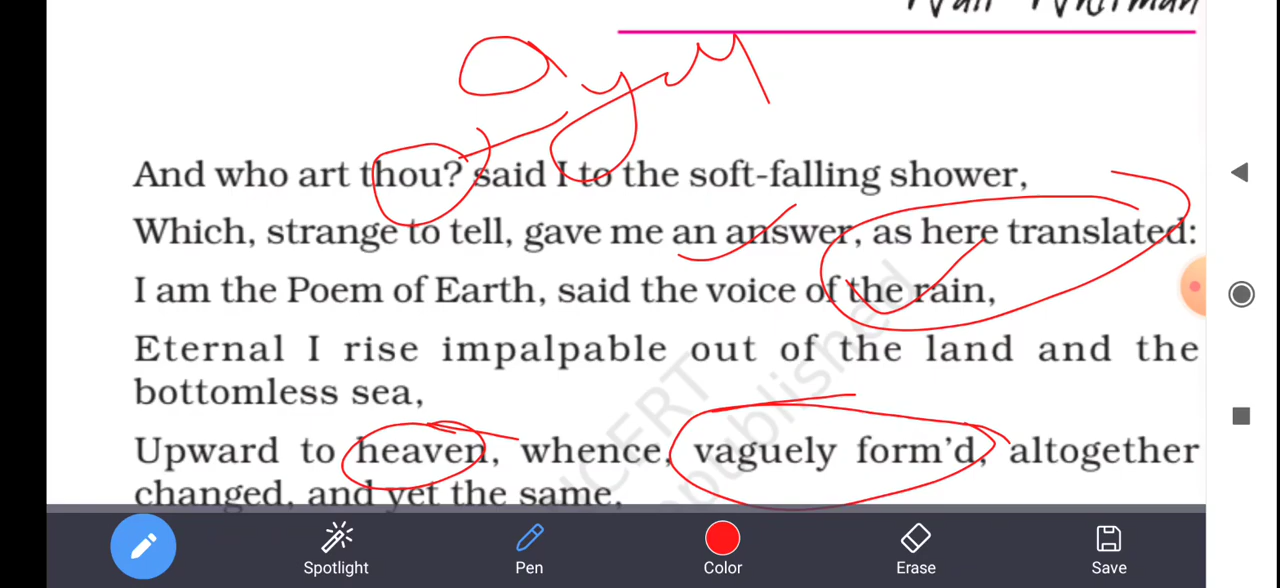 Walt Whitman
And who art thou? said I to the soft-falling shower,
Which, strange to tell, gave me an answer, as here translated:
I am the Poem of Earth, said the voice of the rain,
Eternal I rise impalpable out of the land and the
bottomless sea,
Upward to heaven, whence, vaguely form'd, altogether
changed, and yet the same,
Spotlight Pen Color Erase Save